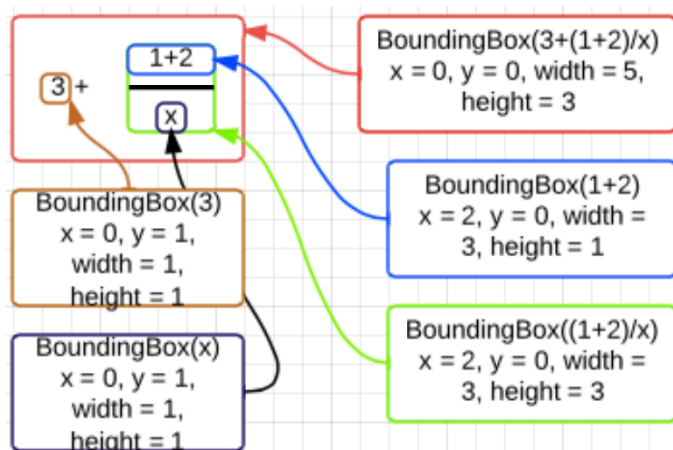 1+2
3 +
x
BoundingBox(3+(1+2)/x)
x = 0, y = 0, width = 5,
height = 3
BoundingBox(1+2)
x = 2, y = 0, width =
3, height = 1
BoundingBox(3)
x = 0, y = 1,
width = 1,
height = 1
BoundingBox((1+2)/x)
x = 2, y = 0, width =
3, height = 3
BoundingBox(x)
x = 0, y = 1,
width = 1,
height = 1